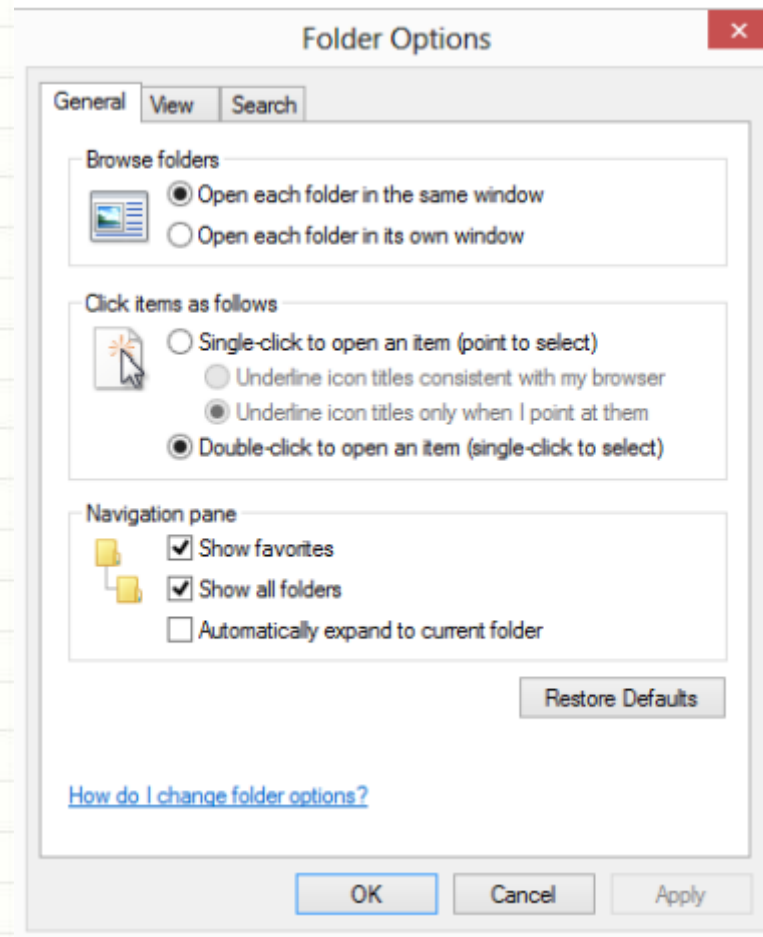 Folder Options
General View Search
Browse folders
Open each folder in the same window
Open each folder in its own window
Click items as follows
Single-click to open an item (point to select)
Underline icon titles consistent with my browser
Underline icon titles only when I point at them
Double-click to open an item (single-click to select)
Navigation pane
Show favorites
Show all folders
Automatically expand to current folder
Restore Defaults
How do I change folder options?
OK Cancel Apply